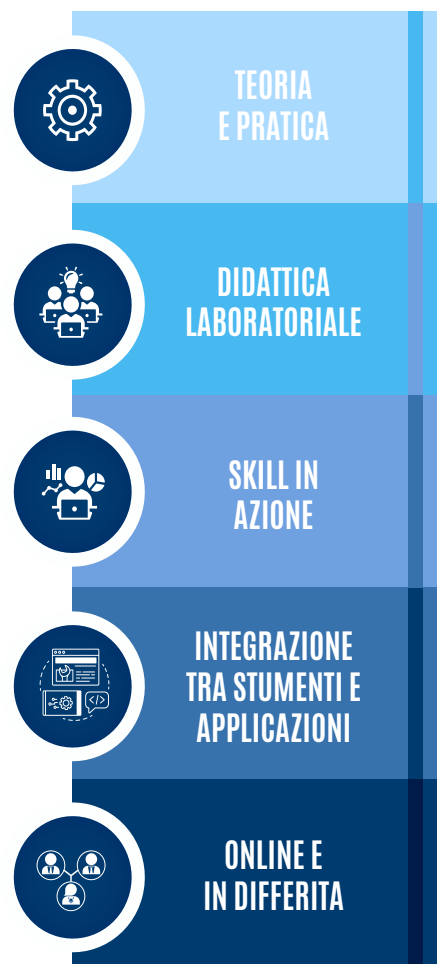 TEORIA
E PRATICA
DIDATTICA
LABORATORIALE
SKILL IN
AZIONE
INTEGRAZIONE
TRA STUMENTI E
APPLICAZIONI
</>
ONLINE E
IN DIFFERITA